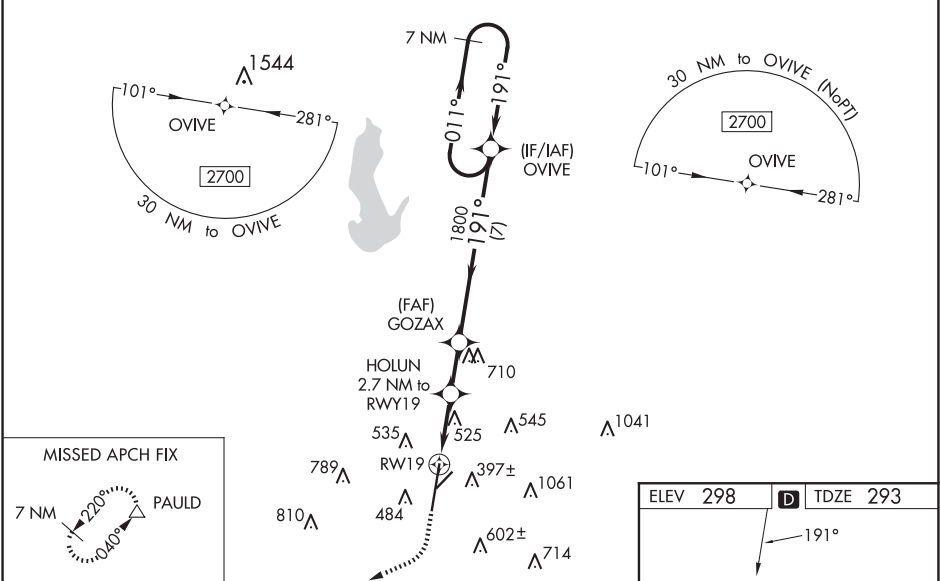 7 NM
1544
101°
281°
OVIVE
2700
30 NM to OVIVE
011°
191°
(IF/IAF)
OVIVE
30 NM to OVIVE (NoPT)
2700
OVIVE
101°
281°
1800
191°
(7)
(FAF)
GOZAX
710
HOLUN
2.7 NM to
RWY19
525
545
1041
535
789
RW19
397±
1061
484
810
602±
714
MISSED APCH FIX
7 NM
220°
040°
PAULD
ELEV 298 D TDZE 293
191°